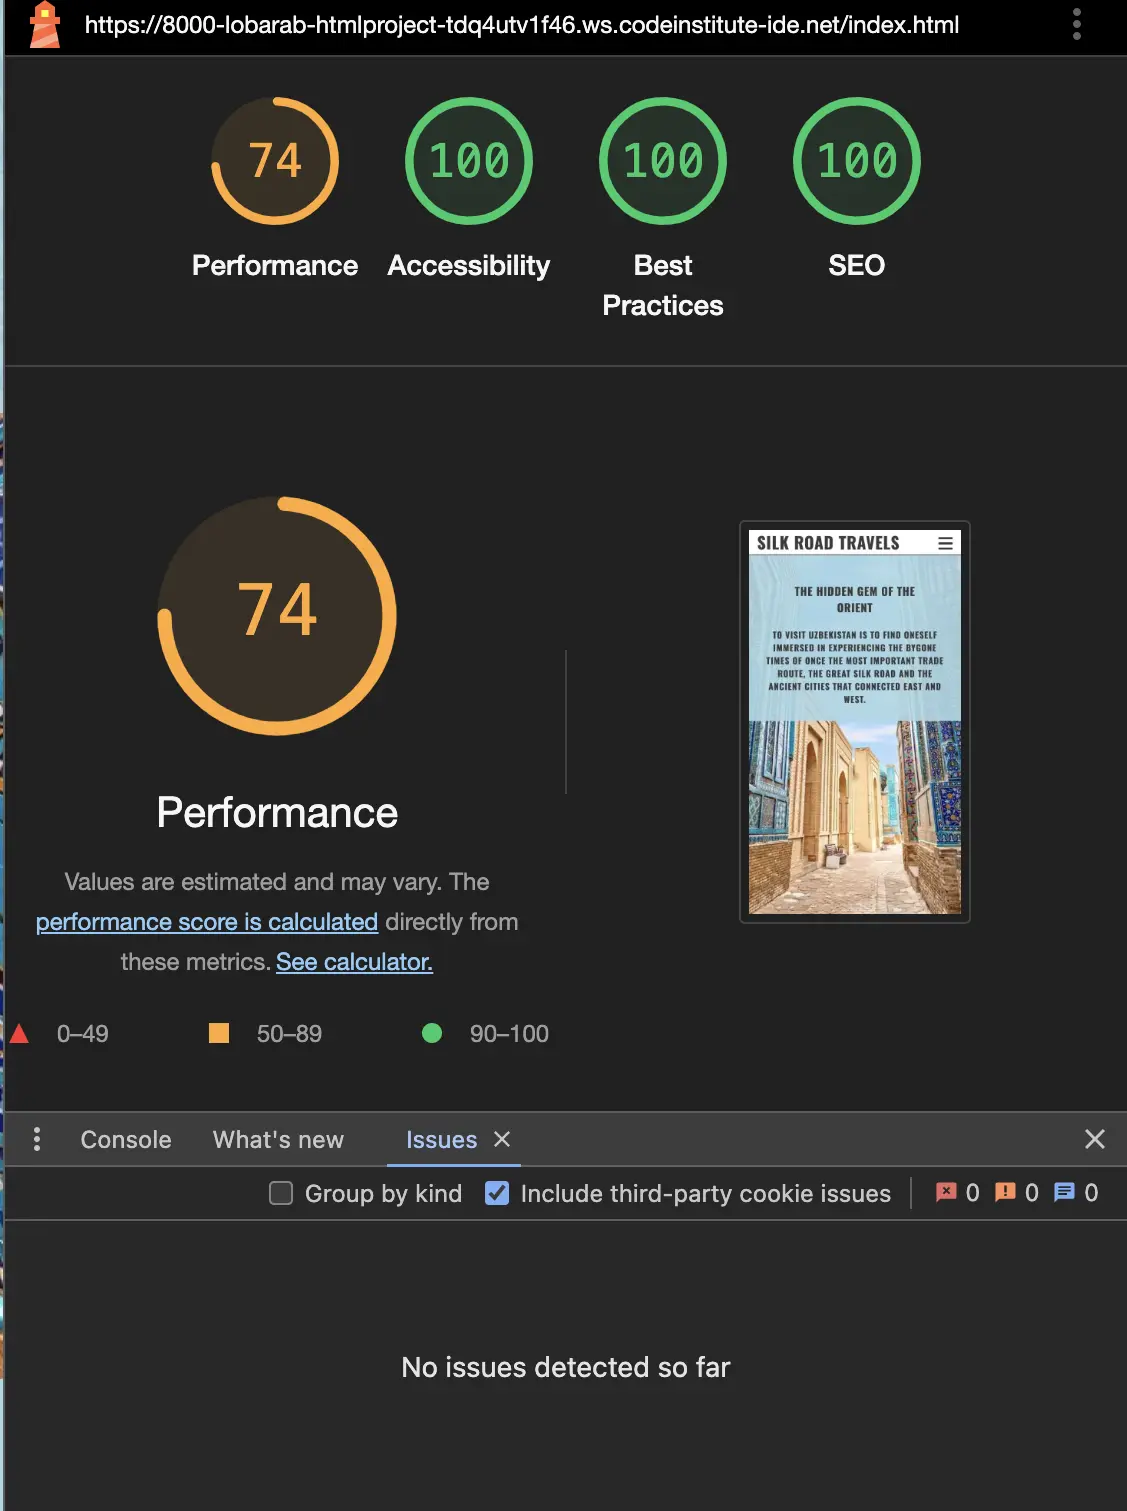 https://8000-lobarab-htmlproject-tdq4utv1f46.ws.codeinstitute-ide.net/index.html
74
100
100
100
Performance
Accessibility
Best
Practices
SEO
74
Performance
Values are estimated and may vary. The
performance score is calculated directly from
these metrics. See calculator.
0–49
50–89
90–100
SILK ROAD TRAVELS
THE HIDDEN GEM OF THE
ORIENT
TO VISIT UZBEKISTAN IS TO FIND ONESELF
IMMERSED IN EXPERIENCING THE BYGONE
TIMES OF ONCE THE MOST IMPORTANT TRADE
ROUTE, THE GREAT SILK ROAD AND THE
ANCIENT CITIES THAT CONNECTED EAST AND
WEST.
Console
What's new
Issues
Group by kind
Include third-party cookie issues
0
0
0
No issues detected so far